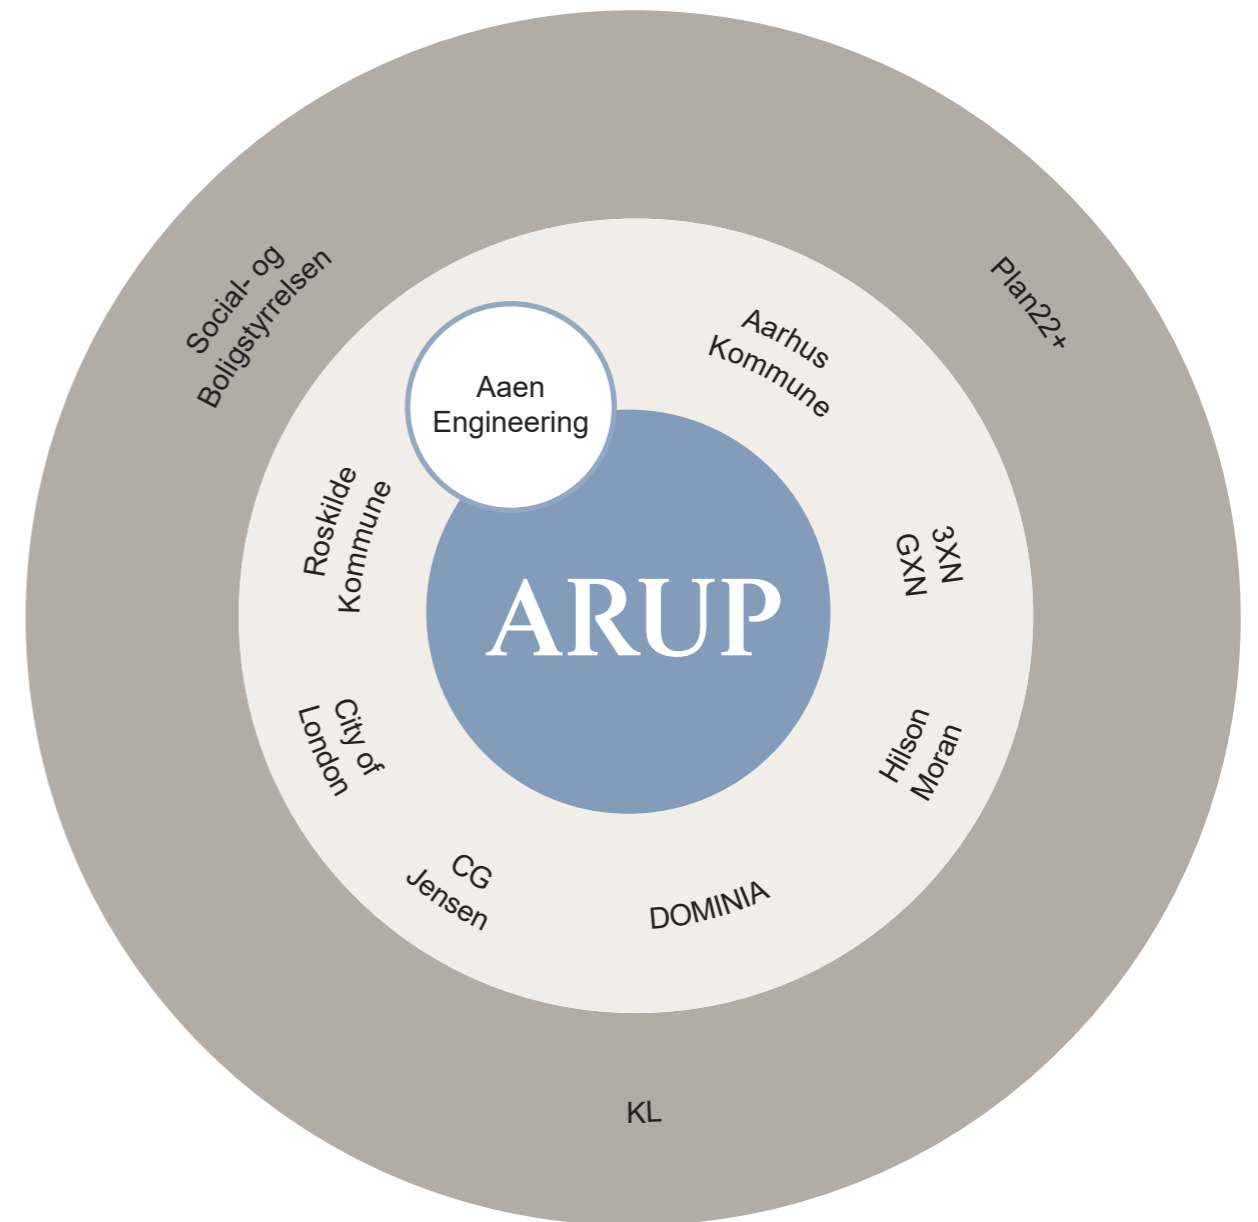 Social- og
Boligstyrrelsen
Plan22+
Aaen
Engineering
Aarhus
Kommune
Roskilde
Kommune
3XN
GXN
ARUP
City of
London
Hilson
Moran
CG
Jensen
DOMINIA
KL